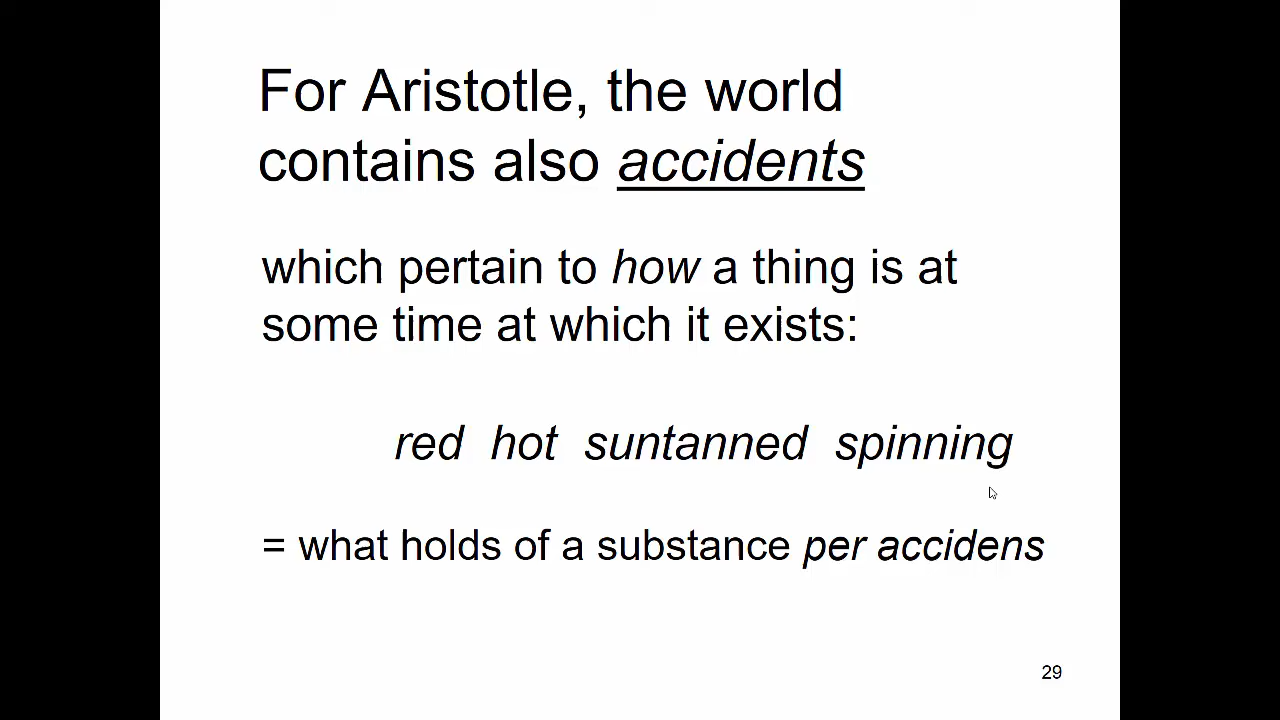 For Aristotle, the world
contains also accidents
which pertain to how a thing is at
some time at which it exists:
red hot suntanned spinning
= what holds of a substance per accidens
29